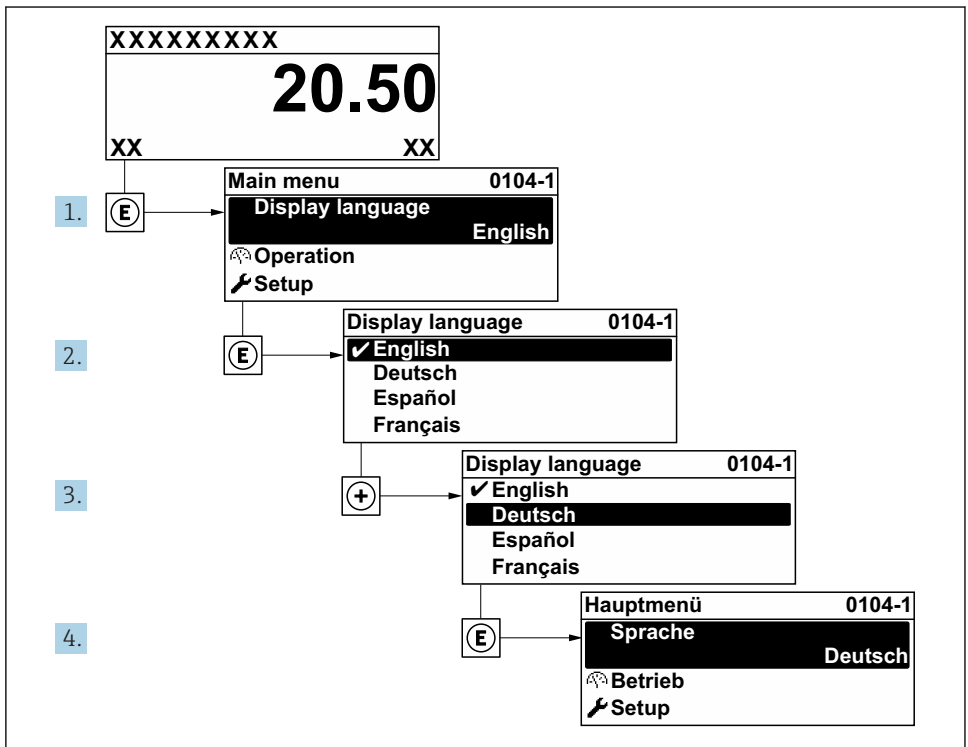 XXXXXXXXX
20.50
XX XX
1.
E
Main menu 0104-1
Display language
English
Operation
Setup
2.
E
Display language 0104-1
✔English
Deutsch
Español
Français
3.
+
Display language 0104-1
✔English
Deutsch
Español
Français
4.
E
Hauptmenü 0104-1
Sprache
Deutsch
Betrieb
Setup